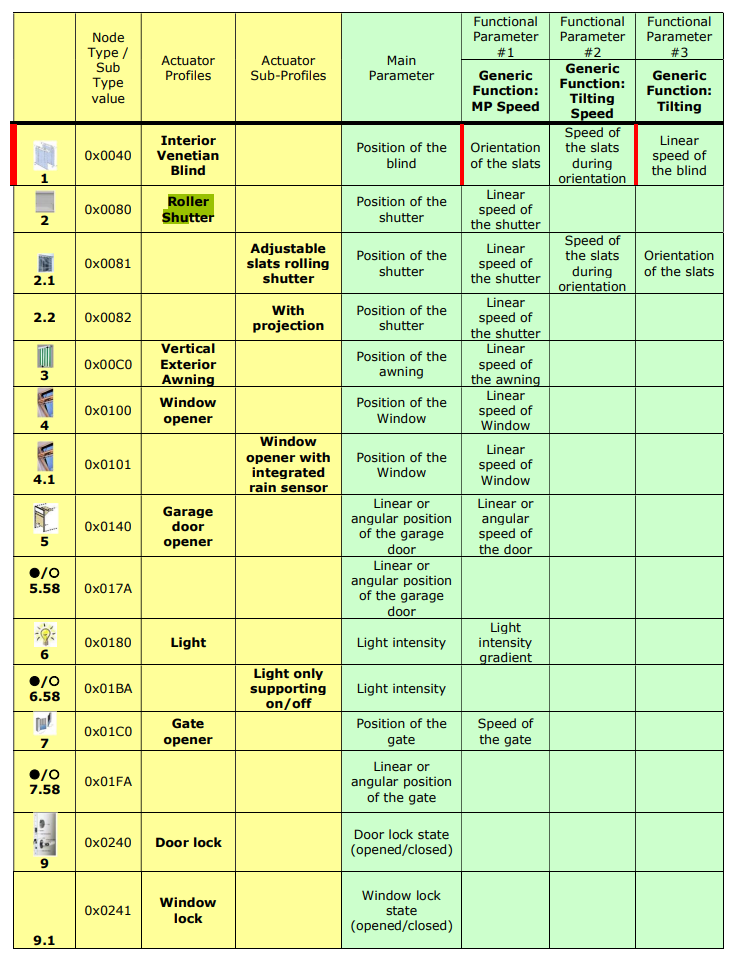 Node Type / Sub Type value
Actuator Profiles
Actuator Sub-Profiles
Main Parameter
Functional Parameter #1
Functional Parameter #2
Functional Parameter #3
Generic Function: MP Speed
Generic Function: Tilting Speed
Generic Function: Tilting
1 0x0040 Interior Venetian Blind Position of the blind Orientation of the slats Speed of the slats during orientation Linear speed of the blind
2 0x0080 Roller Shutter Position of the shutter Linear speed of the shutter
2.1 0x0081 Adjustable slats rolling shutter Position of the shutter Linear speed of the shutter Speed of the slats during orientation Orientation of the slats
2.2 0x0082 With projection Position of the shutter Linear speed of the shutter
3 0x00C0 Vertical Exterior Awning Position of the awning Linear speed of the awning
4 0x0100 Window opener Position of the Window Linear speed of Window
4.1 0x0101 Window opener with integrated rain sensor Position of the Window Linear speed of Window
5 0x0140 Garage door opener Linear or angular position of the garage door Linear or angular speed of the door
●/○ 5.58 0x017A Linear or angular position of the garage door
6 0x0180 Light Light intensity Light intensity gradient
●/○ 6.58 0x01BA Light only supporting on/off Light intensity
7 0x01C0 Gate opener Position of the gate Speed of the gate
●/○ 7.58 0x01FA Linear or angular position of the gate
9 0x0240 Door lock Door lock state (opened/closed)
9.1 0x0241 Window lock Window lock state (opened/closed)